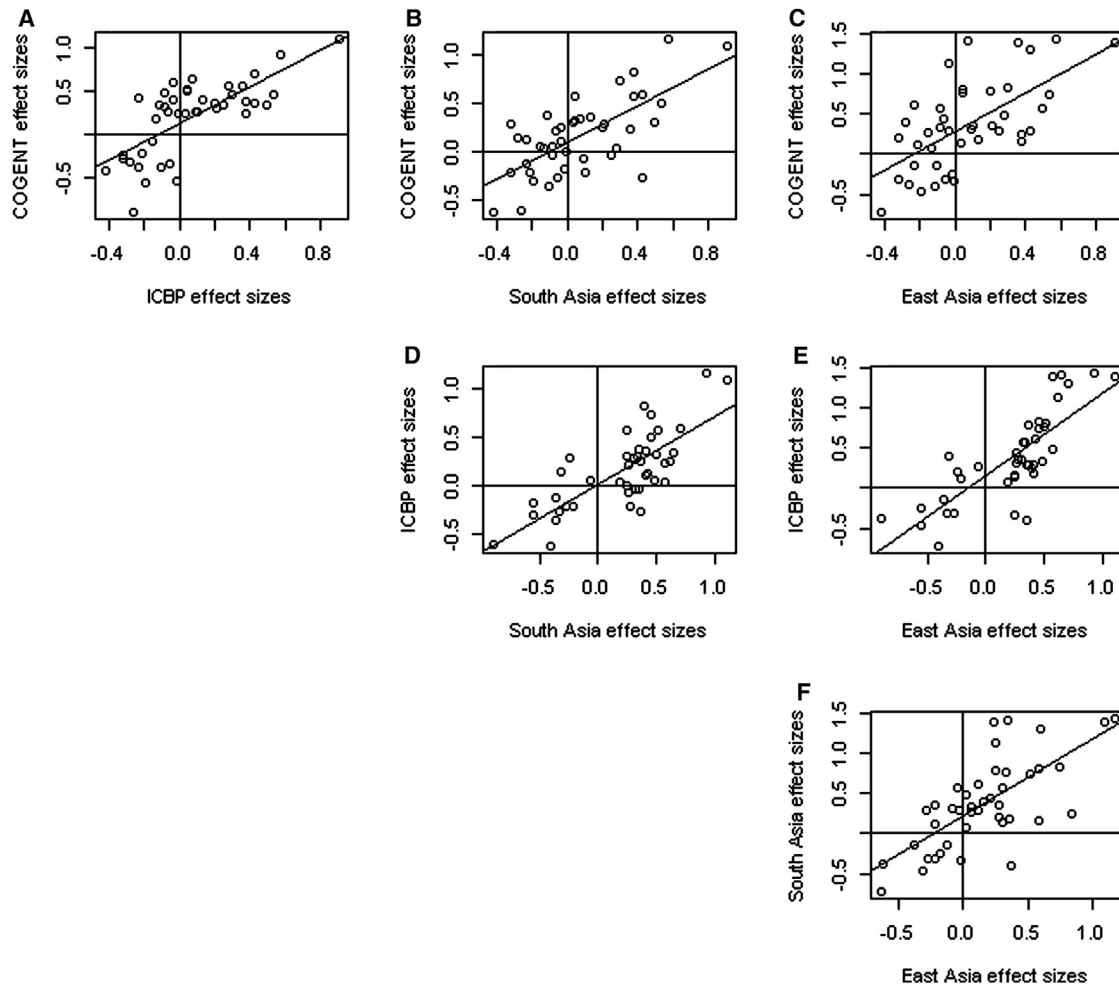 A
COGENT effect sizes
1.0
0.5
-0.5
-0.4 0.0 0.4 0.8
ICBP effect sizes
B
COGENT effect sizes
1.0
0.5
0.0
-0.5
-0.4 0.0 0.4 0.8
South Asia effect sizes
C
COGENT effect sizes
1.5
1.0
0.5
-0.5
-0.4 0.0 0.4 0.8
East Asia effect sizes
D
ICBP effect sizes
1.0
0.5
0.0
-0.5
-0.5 0.0 0.5 1.0
South Asia effect sizes
E
ICBP effect sizes
1.5
1.0
0.5
-0.5
-0.5 0.0 0.5 1.0
East Asia effect sizes
F
South Asia effect sizes
1.5
1.0
0.5
-0.5
-0.5 0.0 0.5 1.0
East Asia effect sizes